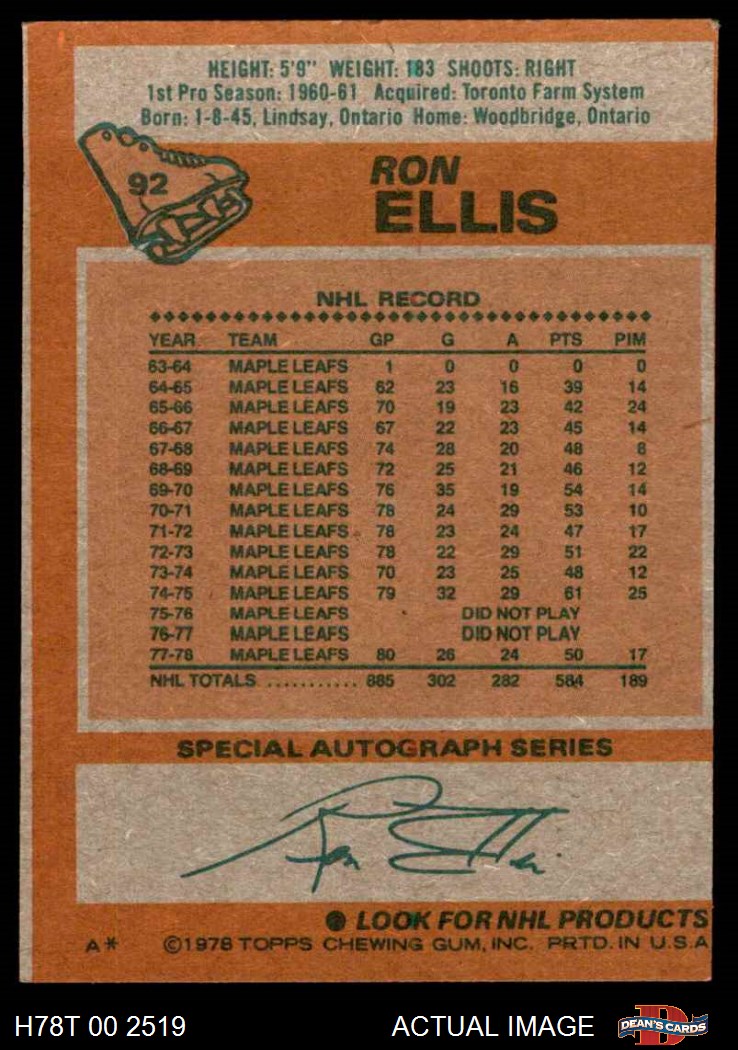 HEIGHT: 5'9" WEIGHT: 183 SHOOTS: RIGHT
1st Pro Season: 1960-61 Acquired: Toronto Farm System
Born: 1-8-45, Lindsay, Ontario Home: Woodbridge, Ontario
92
RON
ELLIS
NHL RECORD
YEAR TEAM GP G A PTS PIM
63-64 MAPLE LEAFS 1 0 0 0 0
64-65 MAPLE LEAFS 62 23 16 39 14
65-66 MAPLE LEAFS 70 19 23 42 24
66-67 MAPLE LEAFS 67 22 23 45 14
67-68 MAPLE LEAFS 74 28 20 48 8
68-69 MAPLE LEAFS 72 25 21 46 12
69-70 MAPLE LEAFS 76 35 19 54 14
70-71 MAPLE LEAFS 78 24 29 53 10
71-72 MAPLE LEAFS 78 23 24 47 17
72-73 MAPLE LEAFS 78 22 29 51 22
73-74 MAPLE LEAFS 70 23 25 48 12
74-75 MAPLE LEAFS 79 32 29 61 25
75-76 MAPLE LEAFS DID NOT PLAY
76-77 MAPLE LEAFS DID NOT PLAY
77-78 MAPLE LEAFS 80 26 24 50 17
NHL TOTALS ........... 885 302 282 584 189
SPECIAL AUTOGRAPH SERIES
Ron Ellis
LOOK FOR NHL PRODUCTS
A* ©1978 TOPPS CHEWING GUM, INC. PRTD. IN U.S.A
H78T 00 2519 ACTUAL IMAGE
D
DEAN'S CARDS